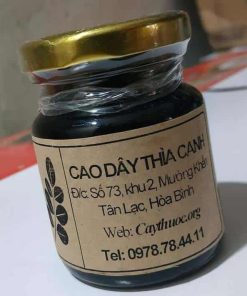 CAO DÂY THÌA CANH
Đ/c. Số 73, khu 2, Mường Khến
Tân Lạc, Hòa Bình
Web: Caythuoc.org
Tel: 0978.78.44.11